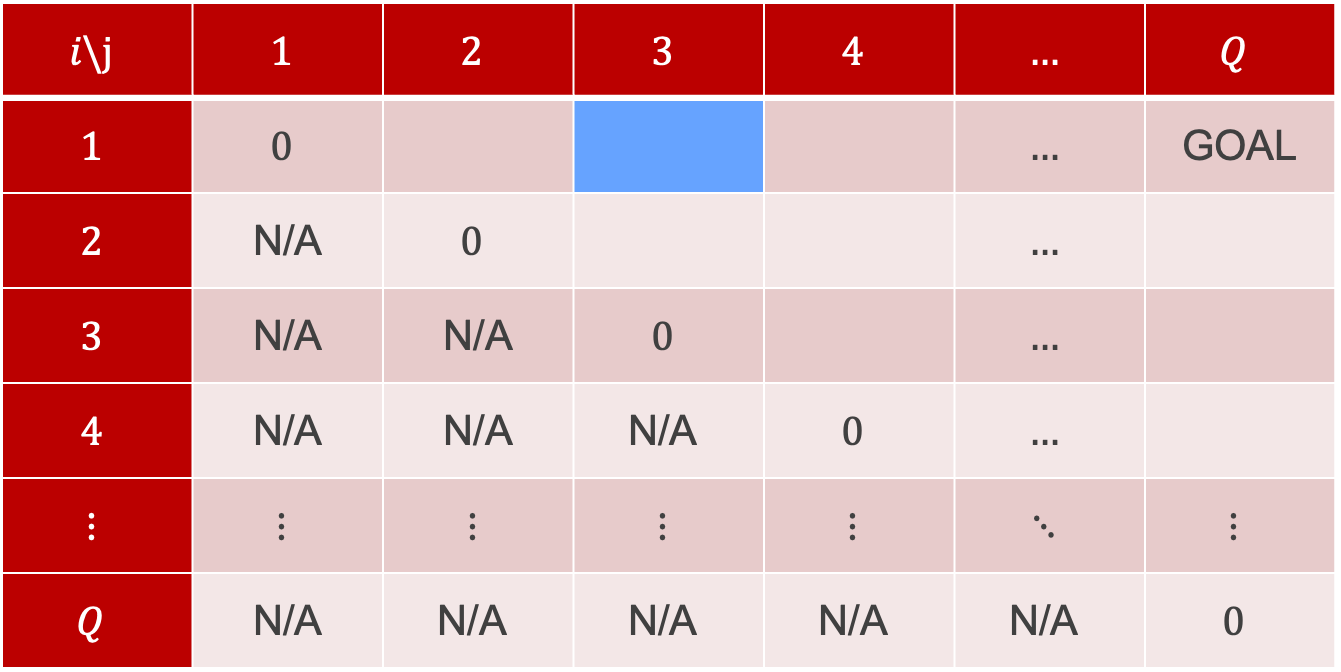 i\j 1 2 3 4 ... Q
1 0 ... GOAL
2 N/A 0 ...
3 N/A N/A 0 ...
4 N/A N/A N/A 0 ...
⋮ ⋮ ⋮ ⋮ ⋮ ⋱ ⋮
Q N/A N/A N/A N/A N/A 0